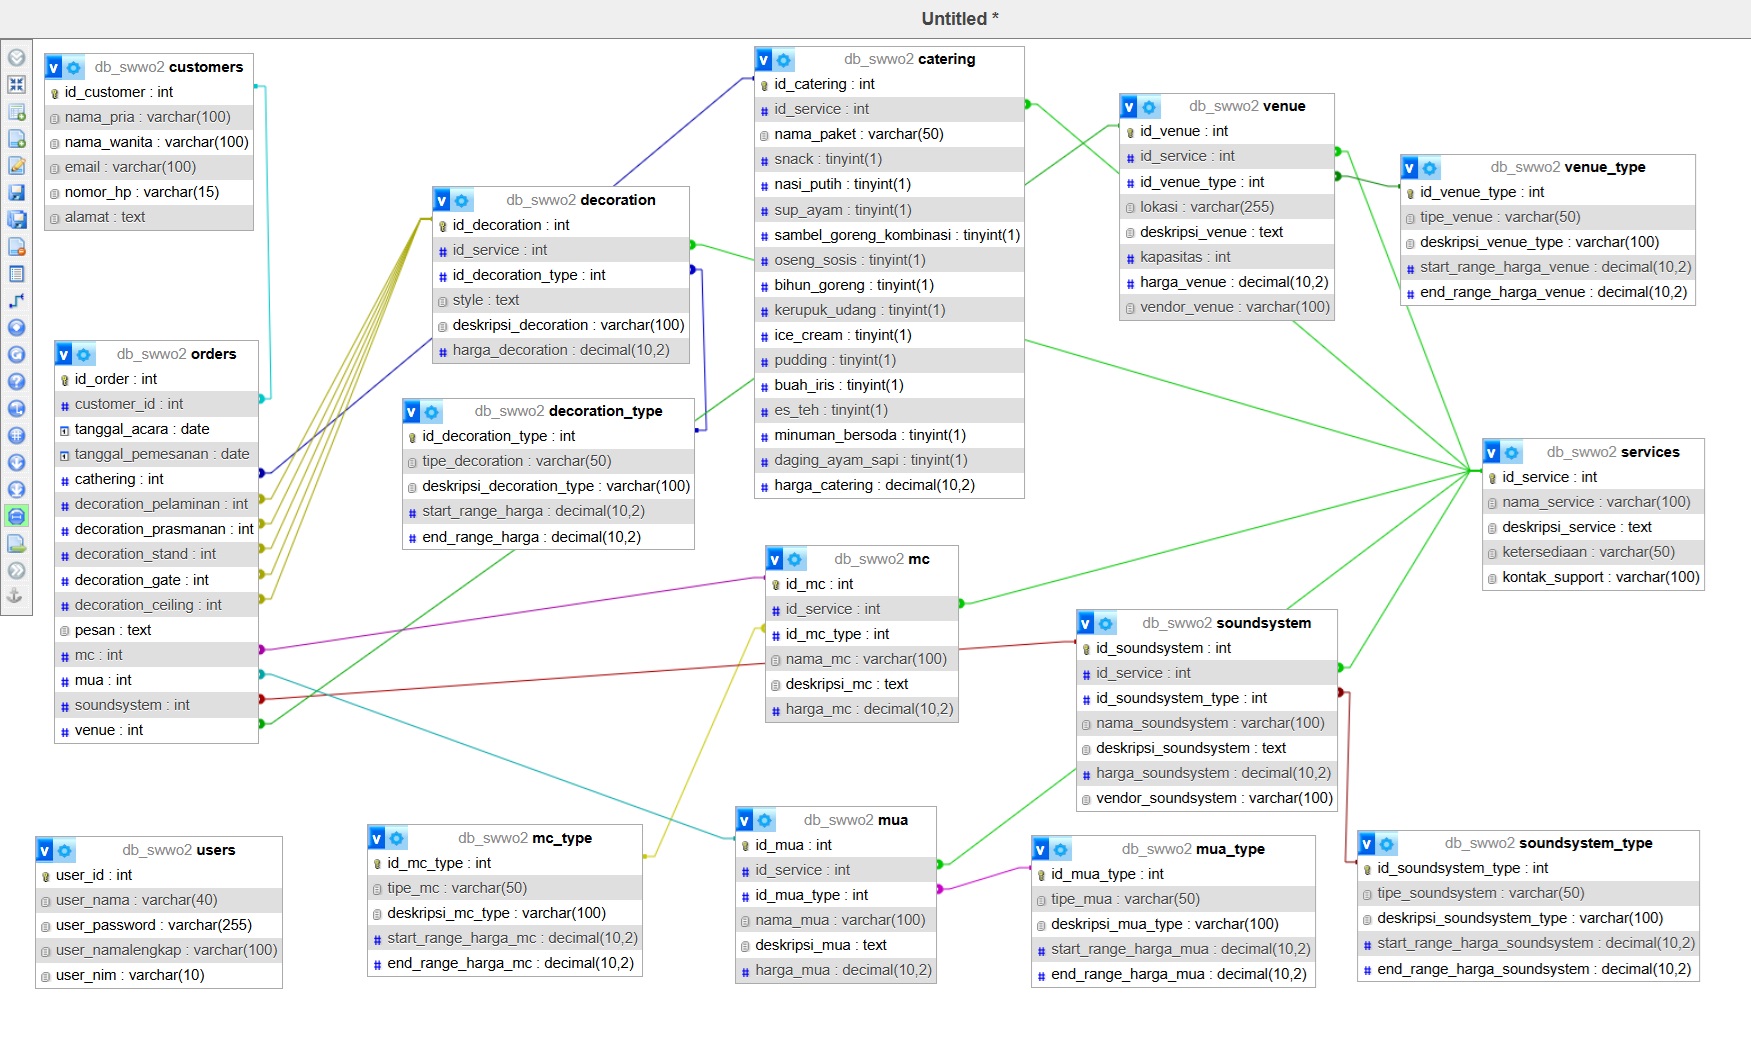 Untitled *
db_swwo2 customers
id_customer : int
nama_pria : varchar(100)
nama_wanita : varchar(100)
email : varchar(100)
nomor_hp : varchar(15)
alamat : text
db_swwo2 orders
id_order : int
customer_id : int
tanggal_acara : date
tanggal_pemesanan : date
cathering : int
decoration_pelaminan : int
decoration_prasmanan : int
decoration_stand : int
decoration_gate : int
decoration_ceiling : int
pesan : text
mc : int
mua : int
soundsystem : int
venue : int
db_swwo2 users
user_id : int
user_nama : varchar(40)
user_password : varchar(255)
user_namalengkap : varchar(100)
user_nim : varchar(10)
db_swwo2 decoration
id_decoration : int
id_service : int
id_decoration_type : int
style : text
deskripsi_decoration : varchar(100)
harga_decoration : decimal(10,2)
db_swwo2 decoration_type
id_decoration_type : int
tipe_decoration : varchar(50)
deskripsi_decoration_type : varchar(100)
start_range_harga : decimal(10,2)
end_range_harga : decimal(10,2)
db_swwo2 mc_type
id_mc_type : int
tipe_mc : varchar(50)
deskripsi_mc_type : varchar(100)
start_range_harga_mc : decimal(10,2)
end_range_harga_mc : decimal(10,2)
db_swwo2 catering
id_catering : int
id_service : int
nama_paket : varchar(50)
snack : tinyint(1)
nasi_putih : tinyint(1)
sup_ayam : tinyint(1)
sambel_goreng_kombinasi : tinyint(1)
oseng_sosis : tinyint(1)
bihun_goreng : tinyint(1)
kerupuk_udang : tinyint(1)
ice_cream : tinyint(1)
pudding : tinyint(1)
buah_iris : tinyint(1)
es_teh : tinyint(1)
minuman_bersoda : tinyint(1)
daging_ayam_sapi : tinyint(1)
harga_catering : decimal(10,2)
db_swwo2 mc
id_mc : int
id_service : int
id_mc_type : int
nama_mc : varchar(100)
deskripsi_mc : text
harga_mc : decimal(10,2)
db_swwo2 mua
id_mua : int
id_service : int
id_mua_type : int
nama_mua : varchar(100)
deskripsi_mua : text
harga_mua : decimal(10,2)
db_swwo2 venue
id_venue : int
id_service : int
id_venue_type : int
lokasi : varchar(255)
deskripsi_venue : text
kapasitas : int
harga_venue : decimal(10,2)
vendor_venue : varchar(100)
db_swwo2 venue_type
id_venue_type : int
tipe_venue : varchar(50)
deskripsi_venue_type : varchar(100)
start_range_harga_venue : decimal(10,2)
end_range_harga_venue : decimal(10,2)
db_swwo2 services
id_service : int
nama_service : varchar(100)
deskripsi_service : text
ketersediaan : varchar(50)
kontak_support : varchar(100)
db_swwo2 soundsystem
id_soundsystem : int
id_service : int
id_soundsystem_type : int
nama_soundsystem : varchar(100)
deskripsi_soundsystem : text
harga_soundsystem : decimal(10,2)
vendor_soundsystem : varchar(100)
db_swwo2 mua_type
id_mua_type : int
tipe_mua : varchar(50)
deskripsi_mua_type : varchar(100)
start_range_harga_mua : decimal(10,2)
end_range_harga_mua : decimal(10,2)
db_swwo2 soundsystem_type
id_soundsystem_type : int
tipe_soundsystem : varchar(50)
deskripsi_soundsystem_type : varchar(100)
start_range_harga_soundsystem : decimal(10,2)
end_range_harga_soundsystem : decimal(10,2)